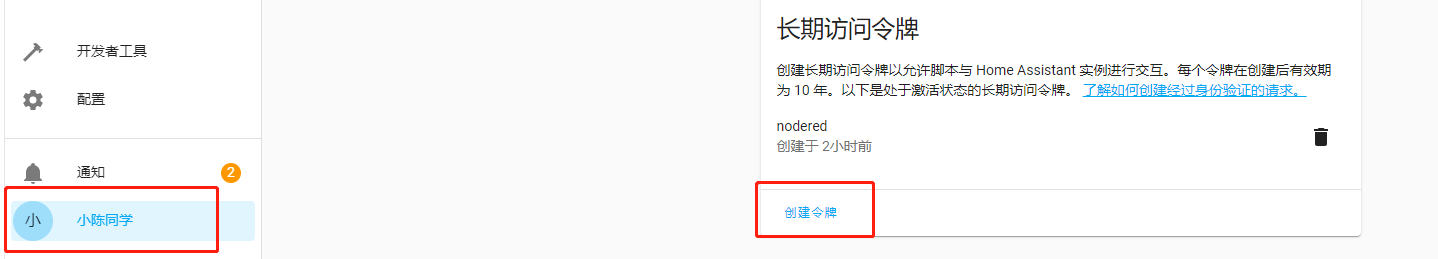 开发者工具
配置
通知
2
小
小陈同学
长期访问令牌
创建长期访问令牌以允许脚本与 Home Assistant 实例进行交互。每个令牌在创建后有效期
为 10 年。以下是处于激活状态的长期访问令牌。 了解如何创建经过身份验证的请求。
nodered
创建于 2小时前
创建令牌